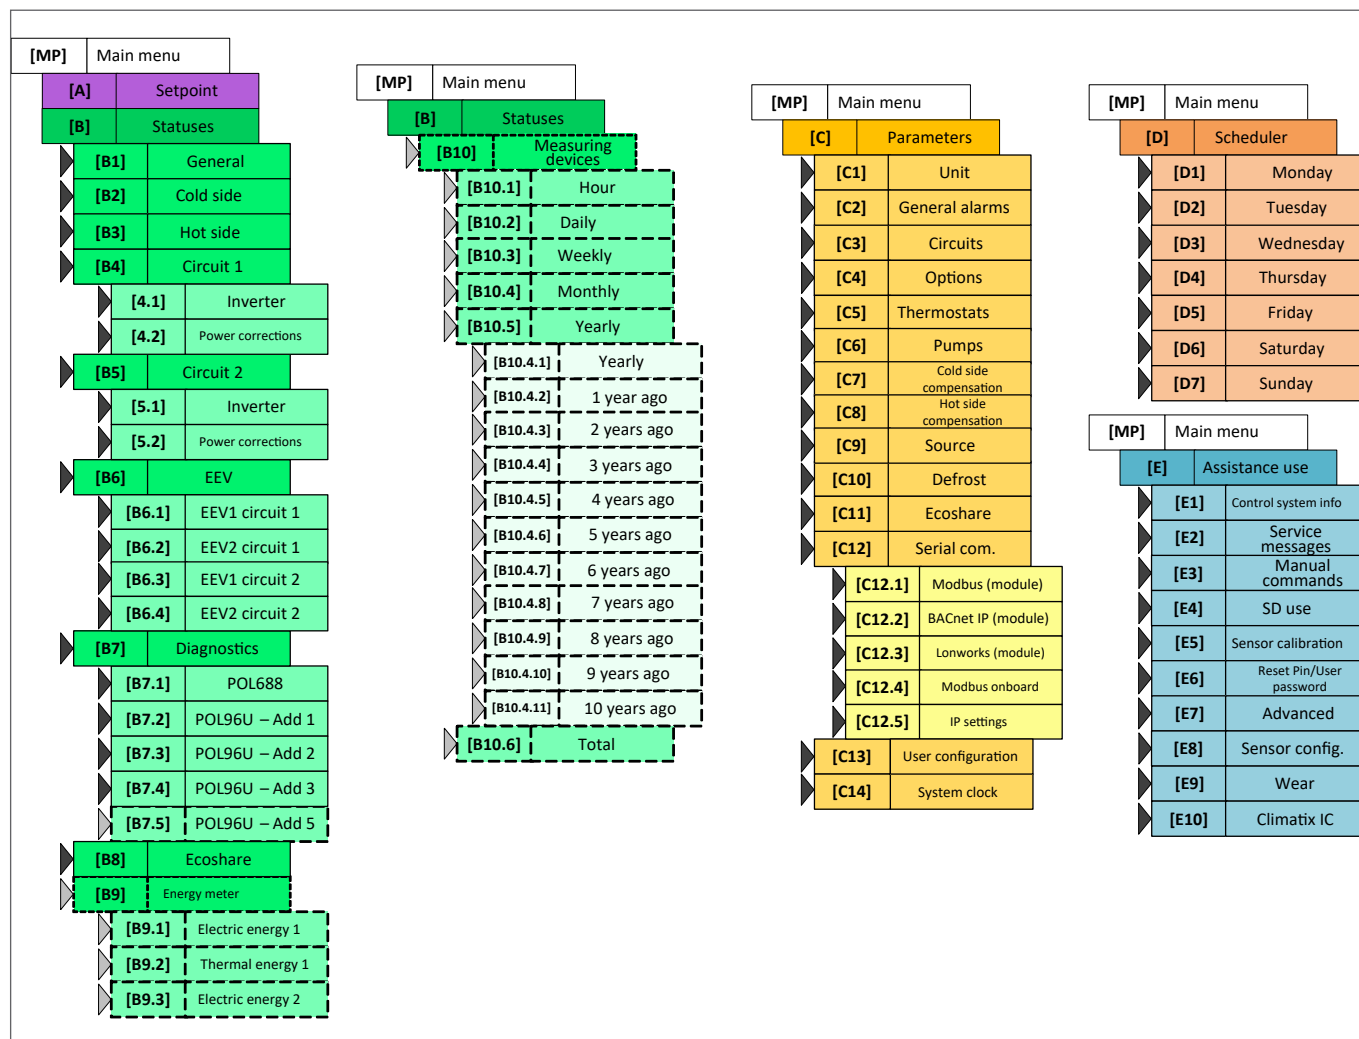 [MP] Main menu
[A] Setpoint
[B] Statuses
[B1] General
[B2] Cold side
[B3] Hot side
[B4] Circuit 1
[4.1] Inverter
[4.2] Power corrections
[B5] Circuit 2
[5.1] Inverter
[5.2] Power corrections
[B6] EEV
[B6.1] EEV1 circuit 1
[B6.2] EEV2 circuit 1
[B6.3] EEV1 circuit 2
[B6.4] EEV2 circuit 2
[B7] Diagnostics
[B7.1] POL688
[B7.2] POL96U – Add 1
[B7.3] POL96U – Add 2
[B7.4] POL96U – Add 3
[B7.5] POL96U – Add 5
[B8] Ecoshare
[B9] Energy meter
[B9.1] Electric energy 1
[B9.2] Thermal energy 1
[B9.3] Electric energy 2
[MP] Main menu
[B] Statuses
[B10] Measuring
devices
[B10.1] Hour
[B10.2] Daily
[B10.3] Weekly
[B10.4] Monthly
[B10.5] Yearly
[B10.4.1] Yearly
[B10.4.2] 1 year ago
[B10.4.3] 2 years ago
[B10.4.4] 3 years ago
[B10.4.5] 4 years ago
[B10.4.6] 5 years ago
[B10.4.7] 6 years ago
[B10.4.8] 7 years ago
[B10.4.9] 8 years ago
[B10.4.10] 9 years ago
[B10.4.11] 10 years ago
[B10.6] Total
[MP] Main menu
[C] Parameters
[C1] Unit
[C2] General alarms
[C3] Circuits
[C4] Options
[C5] Thermostats
[C6] Pumps
[C7] Cold side
compensation
[C8] Hot side
compensation
[C9] Source
[C10] Defrost
[C11] Ecoshare
[C12] Serial com.
[C12.1] Modbus (module)
[C12.2] BACnet IP (module)
[C12.3] Lonworks (module)
[C12.4] Modbus onboard
[C12.5] IP settings
[C13] User configuration
[C14] System clock
[MP] Main menu
[D] Scheduler
[D1] Monday
[D2] Tuesday
[D3] Wednesday
[D4] Thursday
[D5] Friday
[D6] Saturday
[D7] Sunday
[MP] Main menu
[E] Assistance use
[E1] Control system info
[E2] Service
messages
[E3] Manual
commands
[E4] SD use
[E5] Sensor calibration
[E6] Reset Pin/User
password
[E7] Advanced
[E8] Sensor config.
[E9] Wear
[E10] Climatix IC